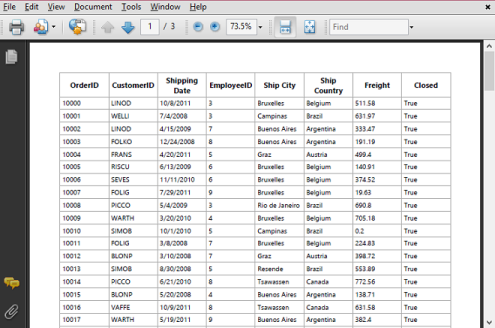 File Edit View Document Tools Window Help
1 / 3 73.5% Find
OrderID CustomerID Shipping Date EmployeeID Ship City Ship Country Freight Closed
10000 LINOD 10/8/2011 3 Bruxelles Belgium 511.58 True
10001 WELLI 7/4/2008 3 Campinas Brazil 631.97 True
10002 LINOD 4/15/2009 7 Buenos Aires Argentina 333.47 True
10003 FOLKO 12/24/2008 8 Buenos Aires Argentina 191.19 True
10004 FRANS 4/20/2011 5 Graz Austria 499.4 True
10005 RISCU 6/13/2009 6 Bruxelles Belgium 140.91 True
10006 SEVES 11/11/2010 6 Bruxelles Belgium 374.52 True
10007 FOLIG 7/29/2011 9 Bruxelles Belgium 19.63 True
10008 PICCO 5/4/2009 3 Rio de Janeiro Brazil 690.8 True
10009 WARTH 3/20/2010 4 Bruxelles Belgium 705.18 True
10010 SIMOB 10/1/2010 5 Campinas Brazil 0.2 True
10011 FOLIG 3/8/2008 7 Bruxelles Belgium 224.83 True
10012 BLONP 3/10/2008 7 Graz Austria 398.72 True
10013 SIMOB 8/30/2008 5 Resende Brazil 553.89 True
10014 PICCO 6/21/2010 8 Tsawassen Canada 772.56 True
10015 BLONP 5/20/2008 4 Buenos Aires Argentina 138.71 True
10016 VAFFE 10/9/2011 8 Tsawassen Canada 631.58 True
10017 WARTH 5/19/2011 9 Buenos Aires Argentina 382.4 True